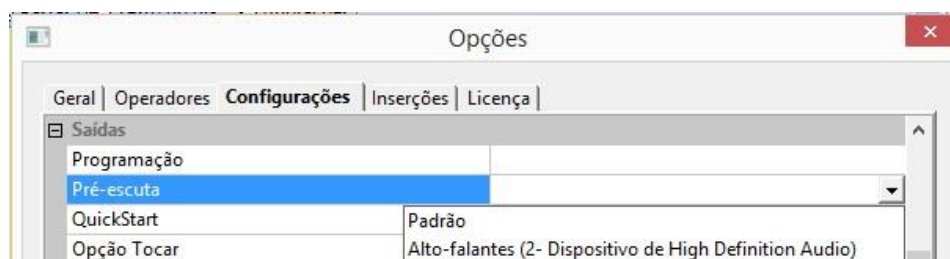 Opções
Geral Operadores Configurações Inserções Licença
Saídas
Programação
Pré-escuta
QuickStart Padrão
Opção Tocar Alto-falantes (2- Dispositivo de High Definition Audio)